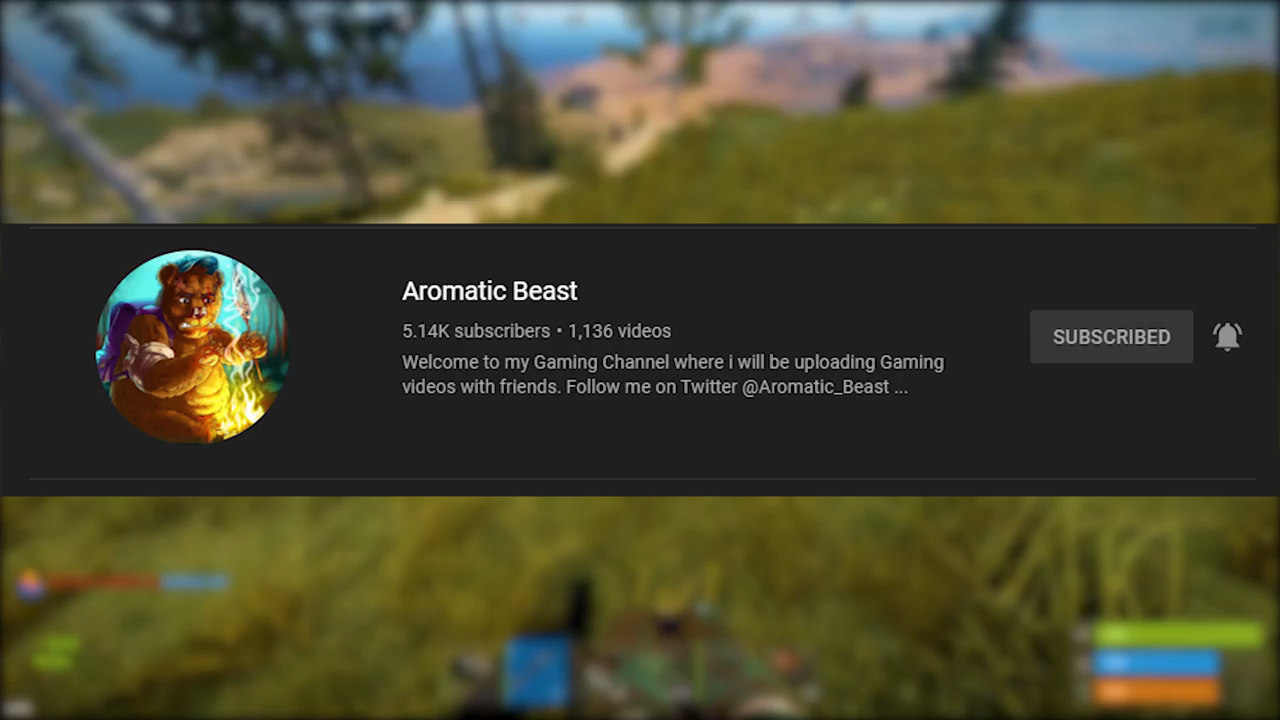 Aromatic Beast
5.14K subscribers • 1,136 videos
Welcome to my Gaming Channel where i will be uploading Gaming
videos with friends. Follow me on Twitter @Aromatic_Beast ...
SUBSCRIBED